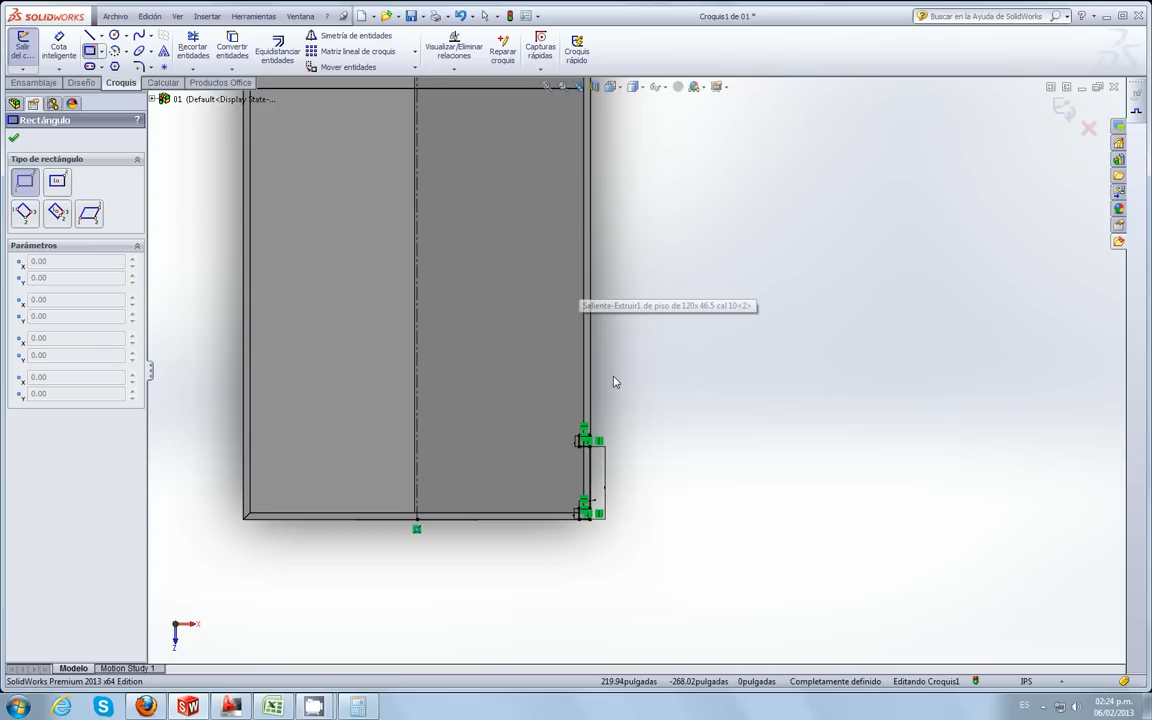 SOLIDWORKS Archivo Edición Ver Insertar Herramientas Ventana ? Croquis1 de 01 * Buscar en la Ayuda de SolidWorks
Salir del c... Cota inteligente Recortar entidades Convertir entidades Equidistanciar entidades Simetría de entidades Visualizar/Eliminar relaciones Reparar croquis Capturas rápido Croquis rápido
Matriz lineal de croquis
Mover entidades
Ensamblaje Diseño Croquis Calcular Productos Office
01 (Default<Display State-...
Rectángulo ?
Tipo de rectángulo
Parámetros
0.00
0.00
0.00
0.00
0.00
0.00
0.00
0.00
Saliente-Extruir1 de piso de 120x 46.5 cal 10<2>
X
Z
Modelo Motion Study 1
SolidWorks Premium 2013 x64 Edition 219.94pulgadas -268.02pulgadas 0pulgadas Completamente definido Editando Croquis1 IPS
ES 02:24 p.m.
06/02/2013